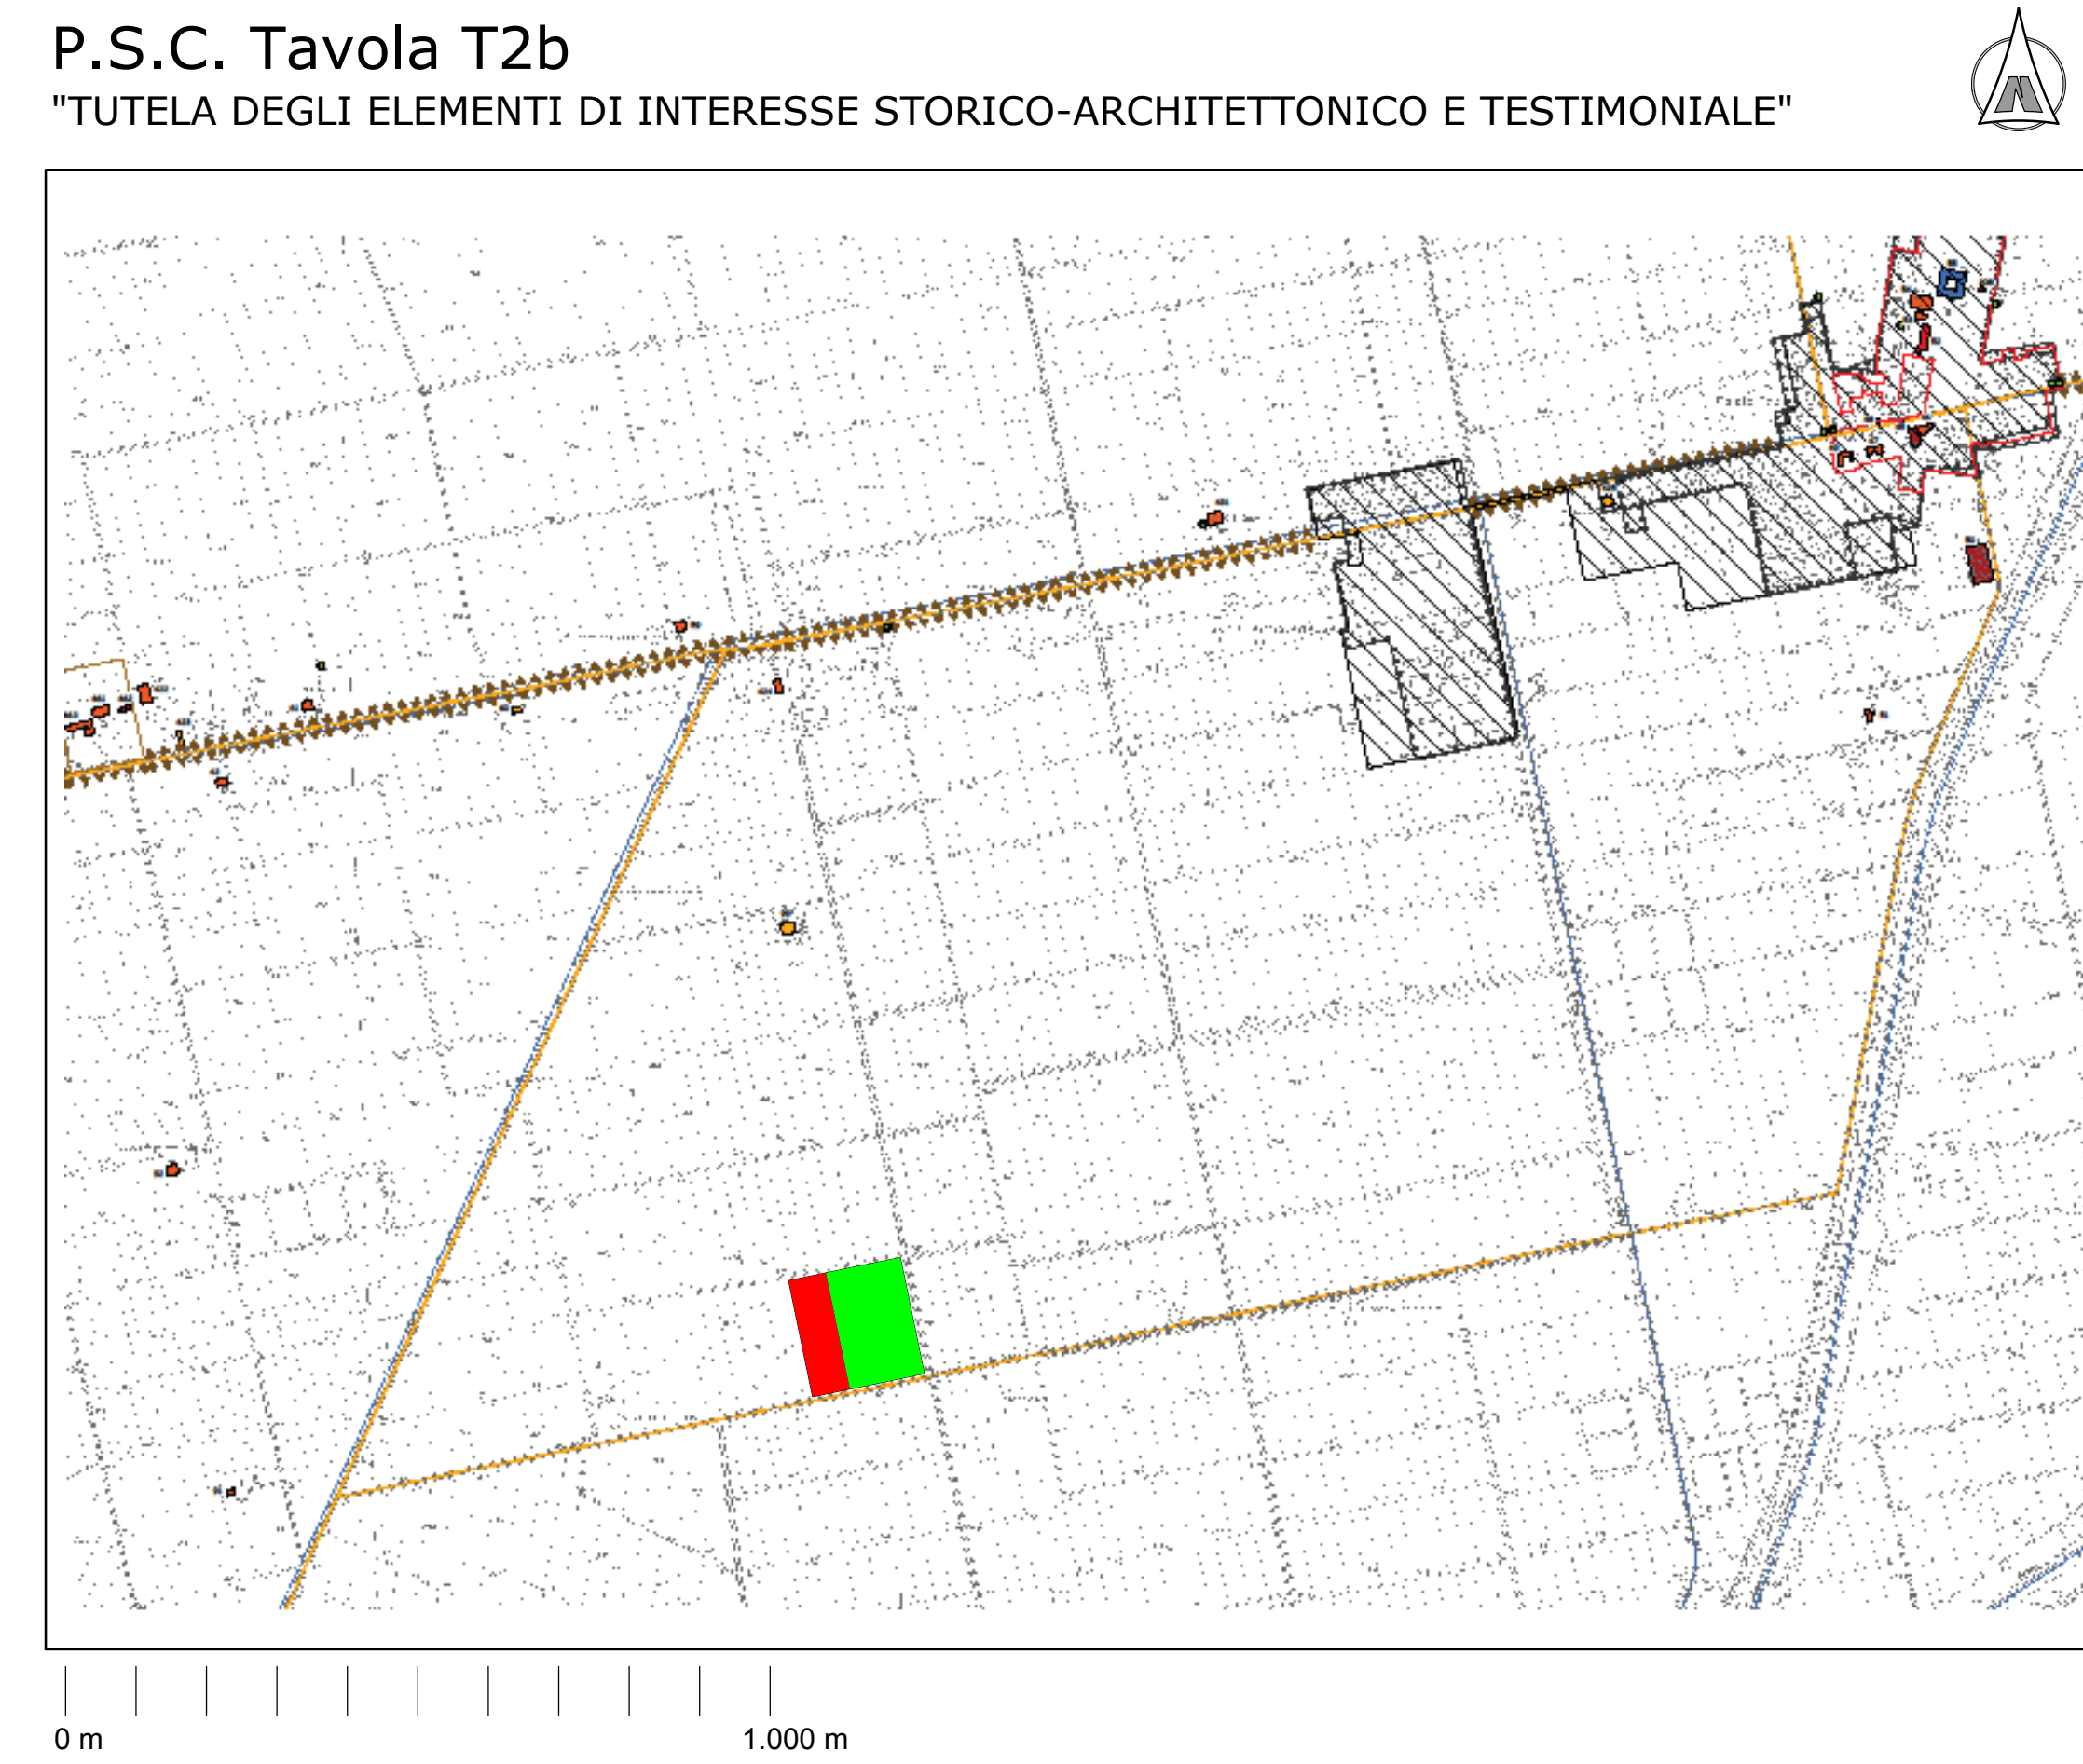 P.S.C. Tavola T2b
"TUTELA DEGLI ELEMENTI DI INTERESSE STORICO-ARCHITETTONICO E TESTIMONIALE"
0 m
1.000 m